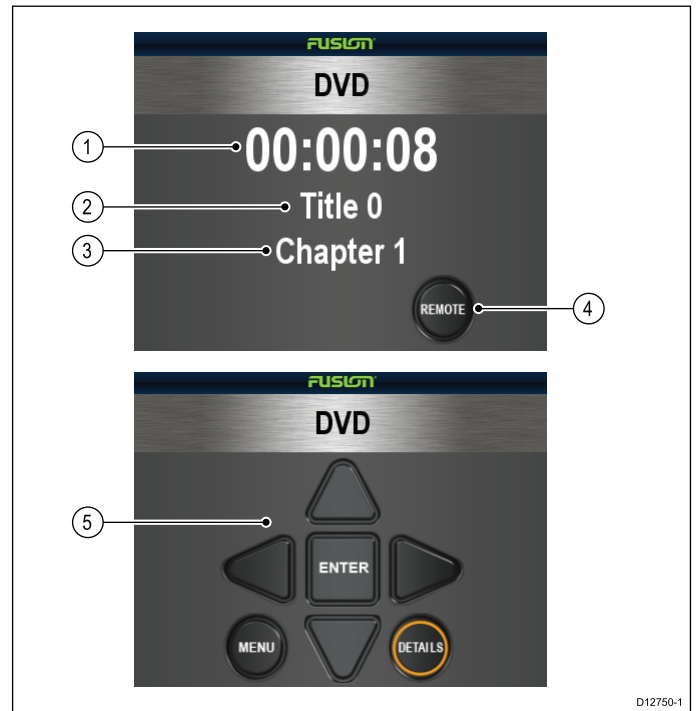 FUSION
DVD
1
00:00:08
2
Title 0
3
Chapter 1
REMOTE
4
FUSION
DVD
5
ENTER
MENU
DETAILS
D12750-1